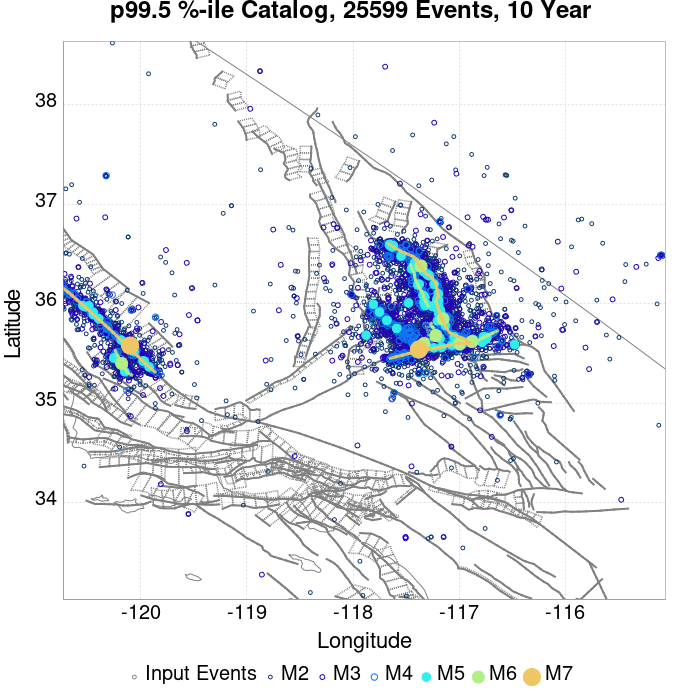 p99.5 %-ile Catalog, 25599 Events, 10 Year
38
37
36
35
34
Latitude
-120 -119 -118 -117 -116
Longitude
Input Events M2 M3 M4 M5 M6 M7